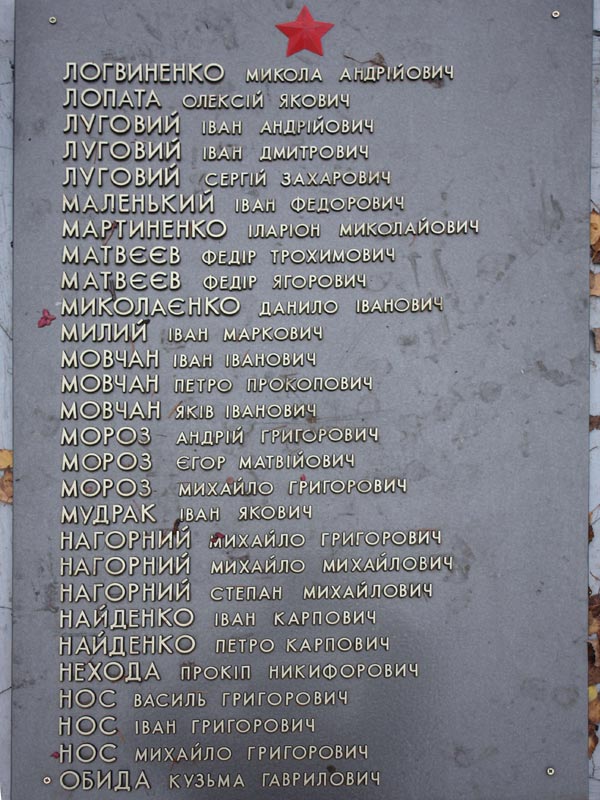 ЛОГВИНЕНКО МИКОЛА АНДРІЙОВИЧ
ЛОПАТА ОЛЕКСІЙ ЯКОВИЧ
ЛУГОВИЙ ІВАН АНДРІЙОВИЧ
ЛУГОВИЙ ІВАН ДМИТРОВИЧ
ЛУГОВИЙ СЕРГІЙ ЗАХАРОВИЧ
МАЛЕНЬКИЙ ІВАН ФЕДОРОВИЧ
МАРТИНЕНКО ІЛАРІОН МИКОЛАЙОВИЧ
МАТВЄЄВ ФЕДІР ТРОХИМОВИЧ
МАТВЄЄВ ФЕДІР ЯГОРОВИЧ
МИКОЛАЄНКО ДАНИЛО ІВАНОВИЧ
МИЛИЙ ІВАН МАРКОВИЧ
МОВЧАН ІВАН ІВАНОВИЧ
МОВЧАН ПЕТРО ПРОКОПОВИЧ
МОВЧАН ЯКІВ ІВАНОВИЧ
МОРОЗ АНДРІЙ ГРИГОРОВИЧ
МОРОЗ ЄГОР МАТВІЙОВИЧ
МОРОЗ МИХАЙЛО ГРИГОРОВИЧ
МУДРАК ІВАН ЯКОВИЧ
НАГОРНИЙ МИХАЙЛО ГРИГОРОВИЧ
НАГОРНИЙ МИХАЙЛО МИХАЙЛОВИЧ
НАГОРНИЙ СТЕПАН МИХАЙЛОВИЧ
НАЙДЕНКО ІВАН КАРПОВИЧ
НАЙДЕНКО ПЕТРО КАРПОВИЧ
НЕХОДА ПРОКІП НИКИФОРОВИЧ
НОС ВАСИЛЬ ГРИГОРОВИЧ
НОС ІВАН ГРИГОРОВИЧ
НОС МИХАЙЛО ГРИГОРОВИЧ
ОБИДА КУЗЬМА ГАВРИЛОВИЧ